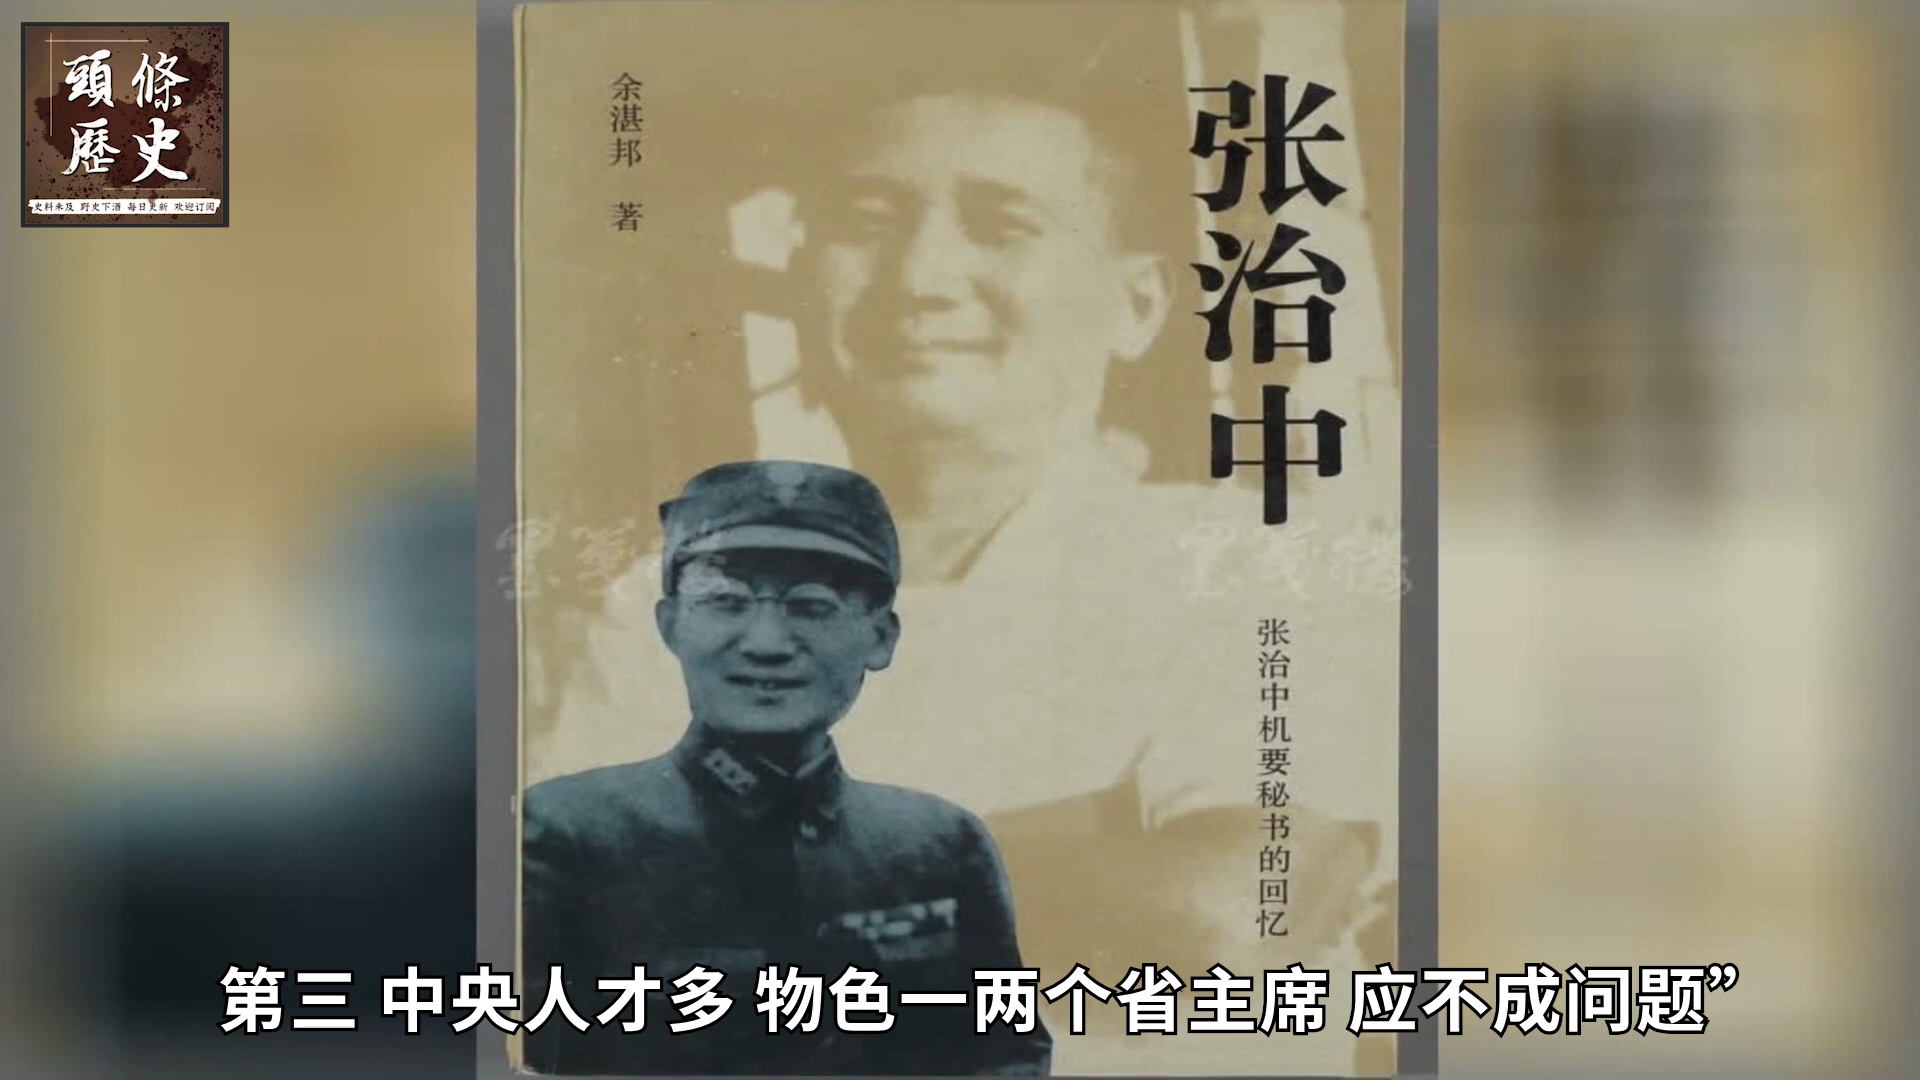 頭條
歷史
史料未及 野史下酒 每日更新 欢迎订阅
余湛邦 著
张治中
张治中机要秘书的回忆
第三 中央人才多 物色一两个省主席 应不成问题”